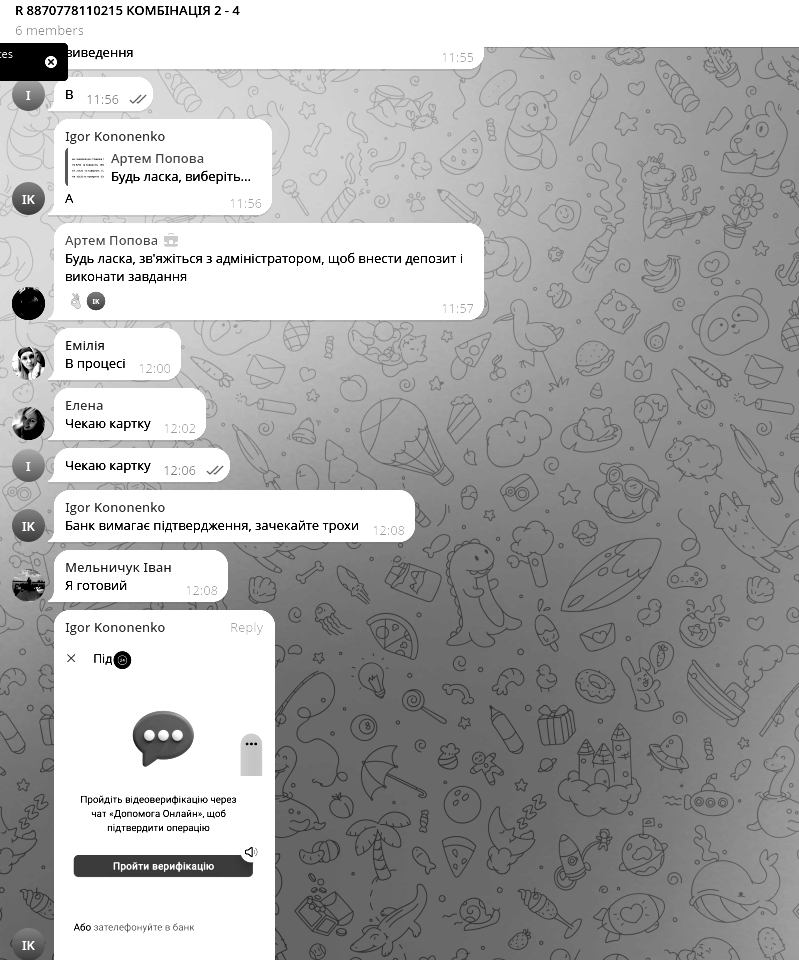 R 8870778110215 КОМБІНАЦІЯ 2 - 4
6 members
ces
виведення
11:55
I
В 11:56
Igor Kononenko
Артем Попова
Будь ласка, виберіть...
IK
А 11:56
Артем Попова
Будь ласка, зв'яжіться з адміністратором, щоб внести депозит і
виконати завдання
IK
11:57
Емілія
В процесі 12:00
Елена
Чекаю картку 12:02
I
Чекаю картку 12:06
Igor Kononenko
IK
Банк вимагає підтвердження, зачекайте трохи 12:08
Мельничук Іван
Я готовий 12:08
Igor Kononenko Reply
Під
Пройдіть відеоверифікацію через
чат «Допомога Онлайн», щоб
підтвердити операцію
Пройти верифікацію
Або зателефонуйте в банк
IK